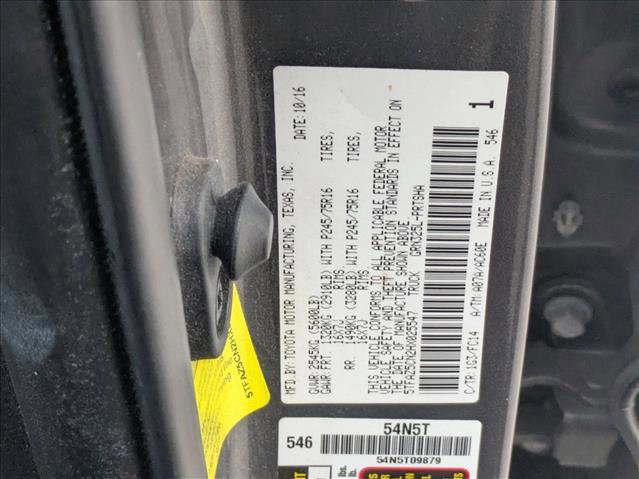 MFD. BY: TOYOTA MOTOR MANUFACTURING, TEXAS, INC. DATE: 10/16
GVWR: 2545KG (5600LB)
GAWR: FRT. 1320KG (2910LB) WITH P245/75R16 TIRES,
16X7J RIMS
RR. 1490KG (3280LB) WITH P245/75R16 TIRES,
16X7J RIMS
THIS VEHICLE CONFORMS TO ALL APPLICABLE FEDERAL MOTOR
VEHICLE SAFETY AND THEFT PREVENTION STANDARDS IN EFFECT ON
THE DATE OF MANUFACTURE SHOWN ABOVE.
5TFAZ5CN2HX025547 TRUCK GRN325L-PRTSHA
C/TR: 1G3/FC14 A/TM: A07A/AC60E MADE IN U.S.A. 546
1
5TFAZ5CN2HX
546
54N5T
54N5T09879
lbs.